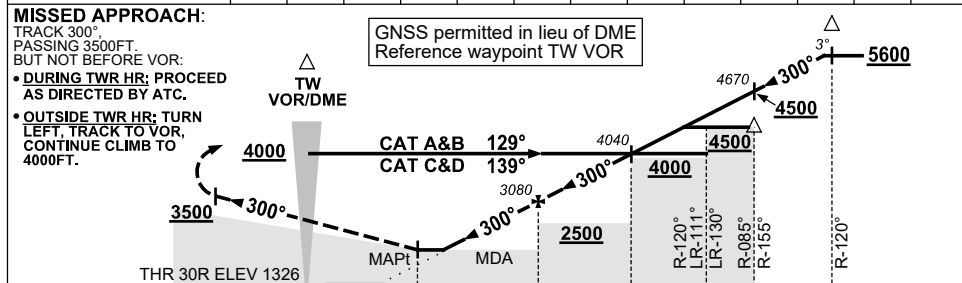 MISSED APPROACH:
TRACK 300°,
PASSING 3500FT.
BUT NOT BEFORE VOR:
• DURING TWR HR: PROCEED
AS DIRECTED BY ATC.
• OUTSIDE TWR HR: TURN
LEFT, TRACK TO VOR,
CONTINUE CLIMB TO
4000FT.
GNSS permitted in lieu of DME
Reference waypoint TW VOR
TW
VOR/DME
3°
5600
300°
4670
4500
4000
CAT A&B 129°
CAT C&D 139°
4040
4500
4000
300°
3080
300°
3500
300°
2500
MAPt
MDA
THR 30R ELEV 1326
R-120°
LR-111°
LR-130°
R-085°
R-155°
R-120°